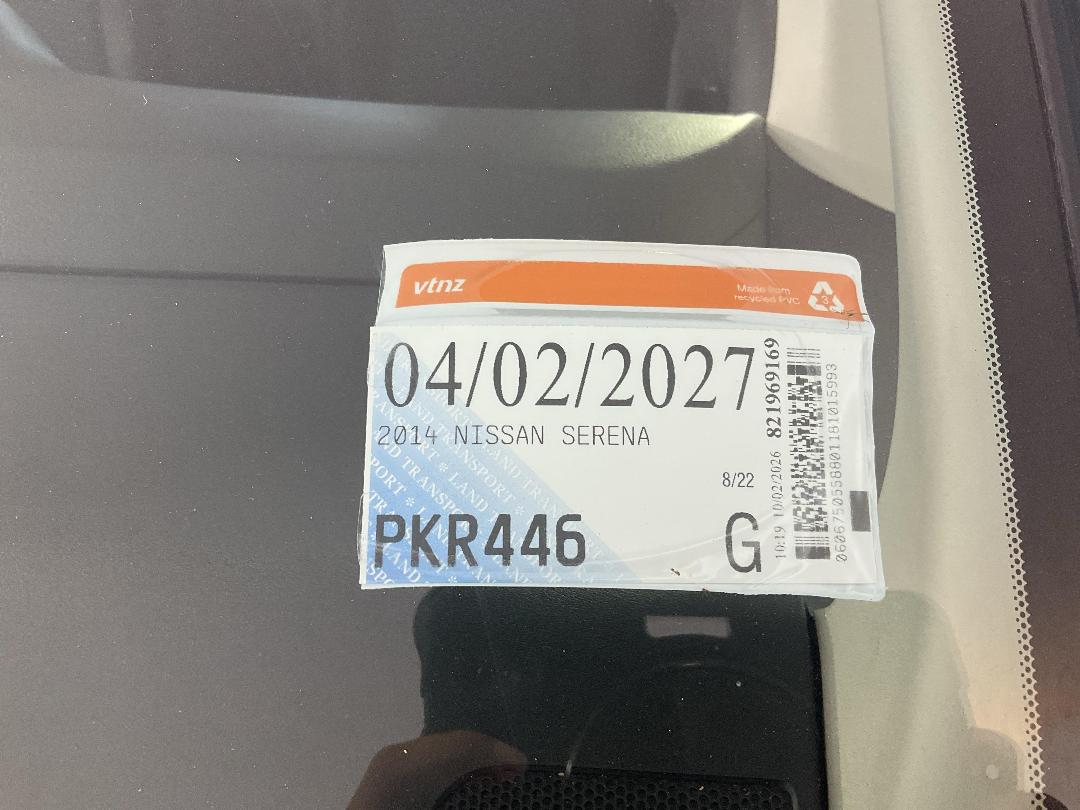 vtnz
Made from
recycled PVC
3
04/02/2027
2014 NISSAN SERENA
8/22
PKR446
G
10:19 10/02/2026 821969169